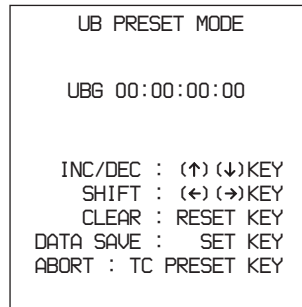 UB PRESET MODE
UBG 00:00:00:00
INC/DEC : (↑)(↓)KEY
SHIFT : (←)(→)KEY
CLEAR : RESET KEY
DATA SAVE : SET KEY
ABORT : TC PRESET KEY